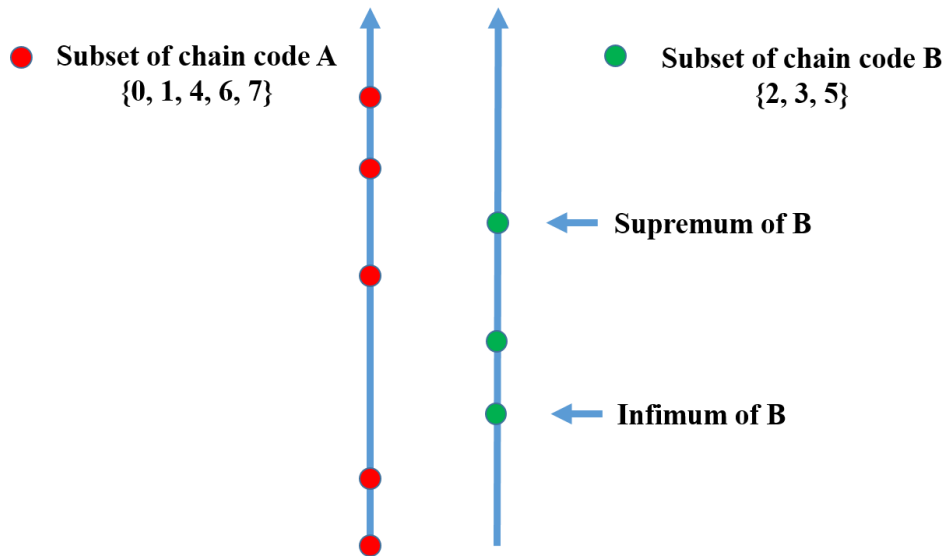 Subset of chain code A
{0, 1, 4, 6, 7}
Subset of chain code B
{2, 3, 5}
Supremum of B
Infimum of B